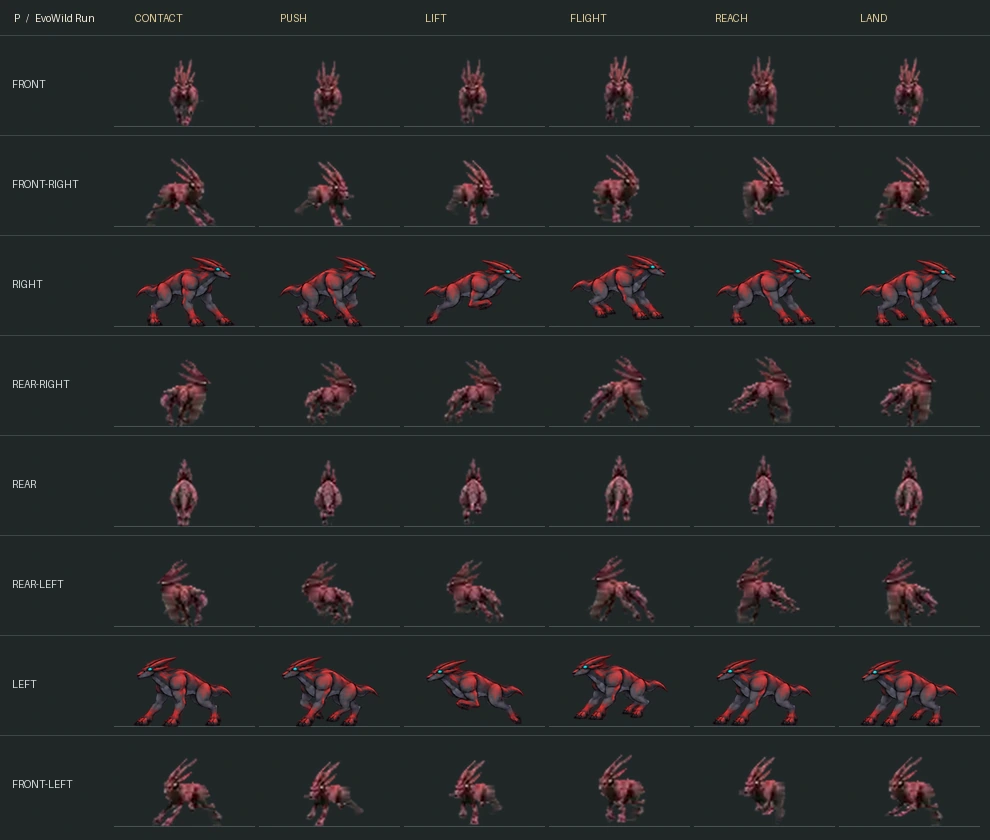 P / EvoWild Run CONTACT PUSH LIFT FLIGHT REACH LAND
FRONT
FRONT-RIGHT
RIGHT
REAR-RIGHT
REAR
REAR-LEFT
LEFT
FRONT-LEFT